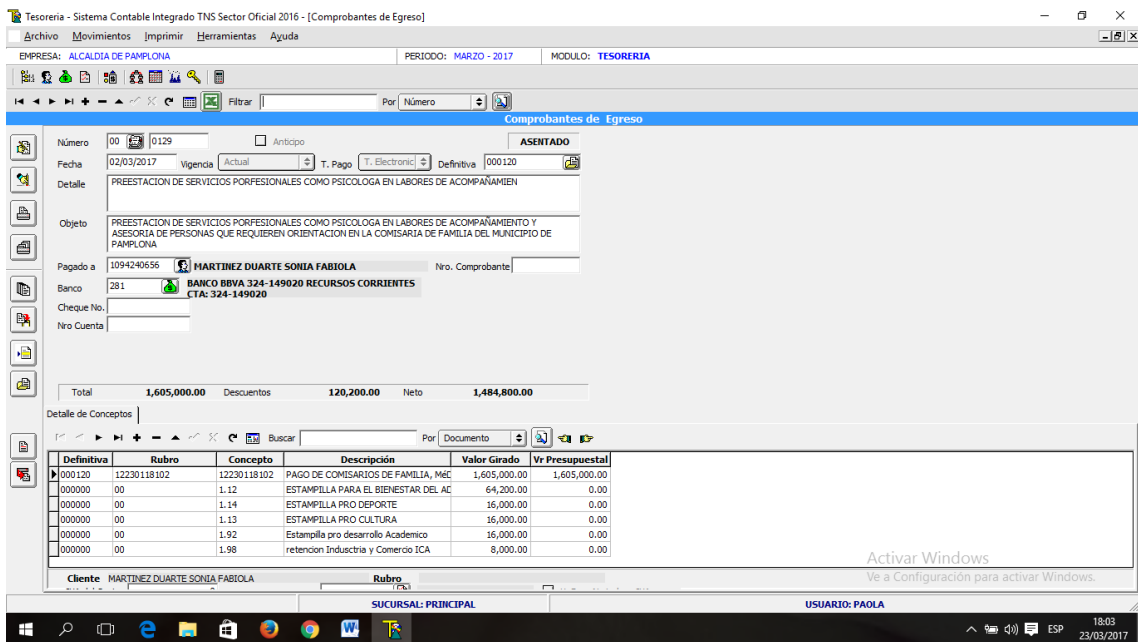 Tesoreria - Sistema Contable Integrado TNS Sector Oficial 2016 - [Comprobantes de Egreso]
Archivo Movimientos Imprimir Herramientas Ayuda
EMPRESA: ALCALDIA DE PAMPLONA PERIODO: MARZO - 2017 MODULO: TESORERIA
Filtrar Por Número
Comprobantes de Egreso
Número 00 0129 Anticipo ASENTADO
Fecha 02/03/2017 Vigencia Actual T. Pago T. Electronic Definitiva 000120
Detalle PREESTACION DE SERVICIOS PORFESIONALES COMO PSICOLOGA EN LABORES DE ACOMPAÑAMIEN
Objeto PREESTACION DE SERVICIOS PORFESIONALES COMO PSICOLOGA EN LABORES DE ACOMPAÑAMIENTO Y
ASESORIA DE PERSONAS QUE REQUIEREN ORIENTACION EN LA COMISARIA DE FAMILIA DEL MUNICIPIO DE
PAMPLONA
Pagado a 1094240656 MARTINEZ DUARTE SONIA FABIOLA Nro. Comprobante
Banco 281 BANCO BBVA 324-149020 RECURSOS CORRIENTES
CTA: 324-149020
Cheque No.
Nro Cuenta
Total 1,605,000.00 Descuentos 120,200.00 Neto 1,484,800.00
Detalle de Conceptos
Buscar Por Documento
Definitiva Rubro Concepto Descripción Valor Girado Vr Presupuestal
000120 12230118102 12230118102 PAGO DE COMISARIOS DE FAMILIA, MéD 1,605,000.00 1,605,000.00
000000 00 1.12 ESTAMPILLA PARA EL BIENESTAR DEL AD 64,200.00 0.00
000000 00 1.14 ESTAMPILLA PRO DEPORTE 16,000.00 0.00
000000 00 1.13 ESTAMPILLA PRO CULTURA 16,000.00 0.00
000000 00 1.92 Estampilla pro desarrollo Academico 16,000.00 0.00
000000 00 1.98 retencion Indusctria y Comercio ICA 8,000.00 0.00
Activar Windows
Ve a Configuración para activar Windows.
Cliente MARTINEZ DUARTE SONIA FABIOLA Rubro
SUCURSAL: PRINCIPAL USUARIO: PAOLA
ESP 18:03
23/03/2017